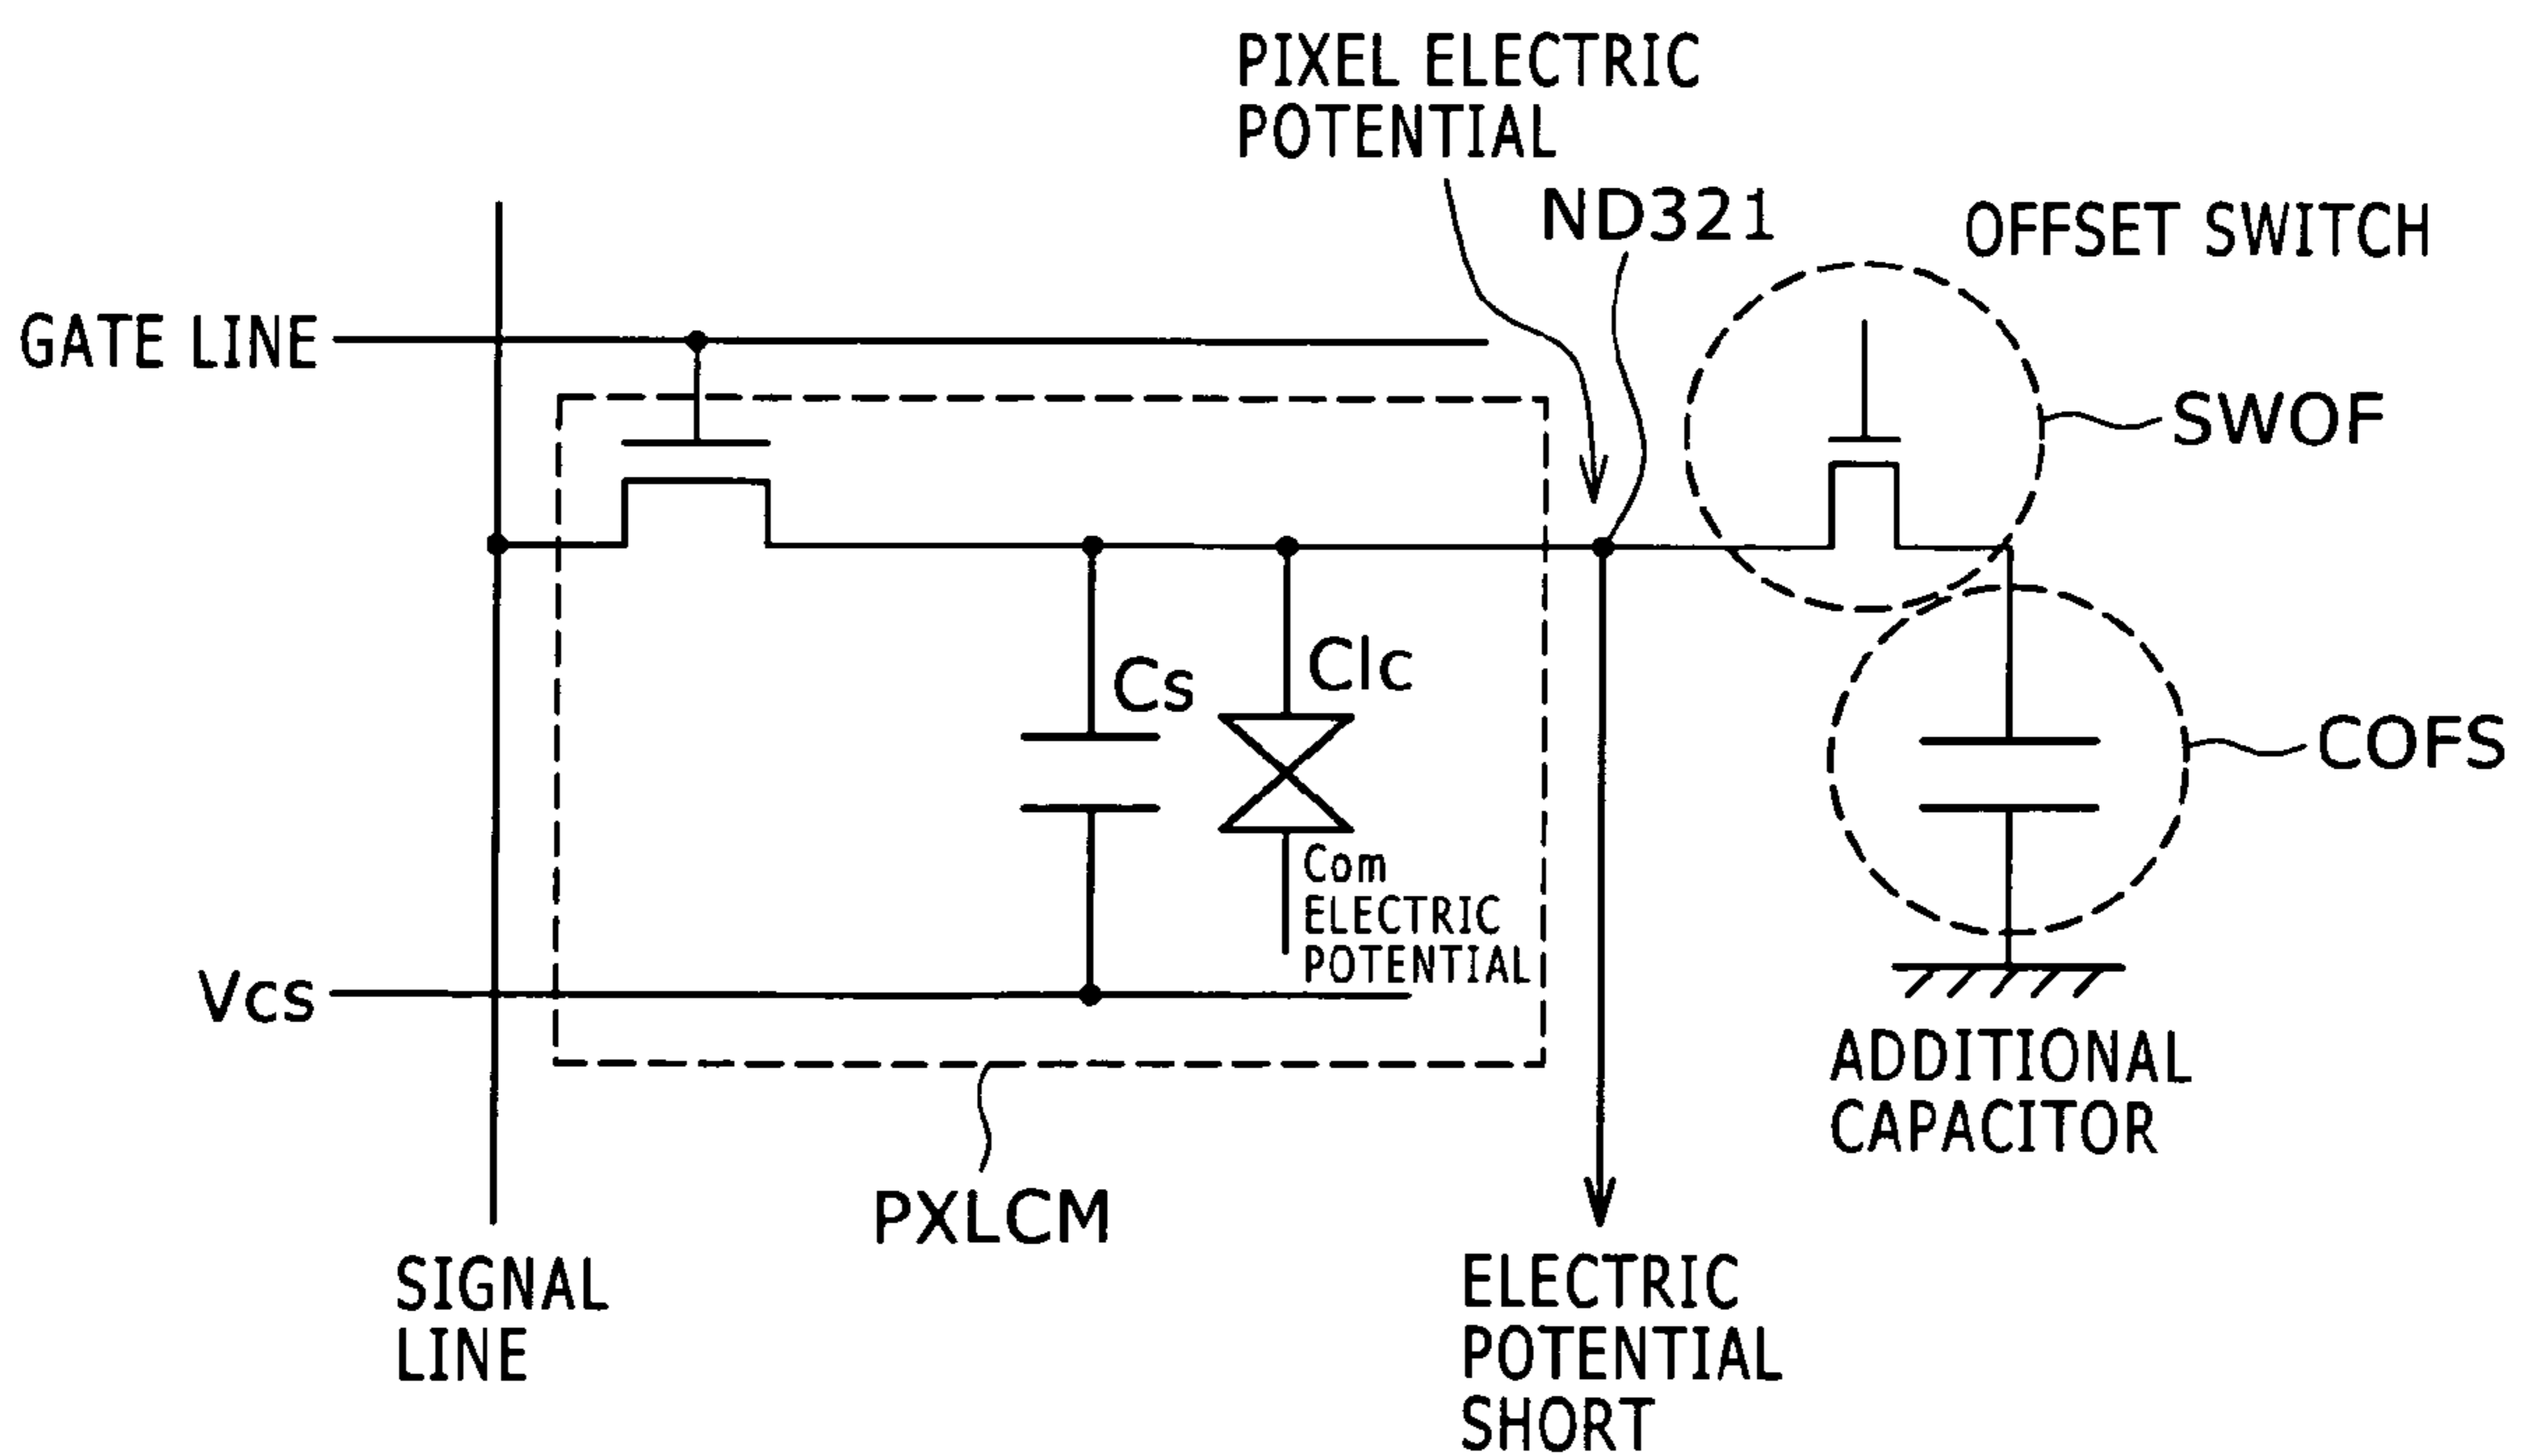 PIXEL ELECTRIC
POTENTIAL
ND321
OFFSET SWITCH
GATE LINE
SWOF
Cs
Clc
COFS
Com
ELECTRIC
POTENTIAL
Vcs
ADDITIONAL
CAPACITOR
PXLCM
SIGNAL
LINE
ELECTRIC
POTENTIAL
SHORT